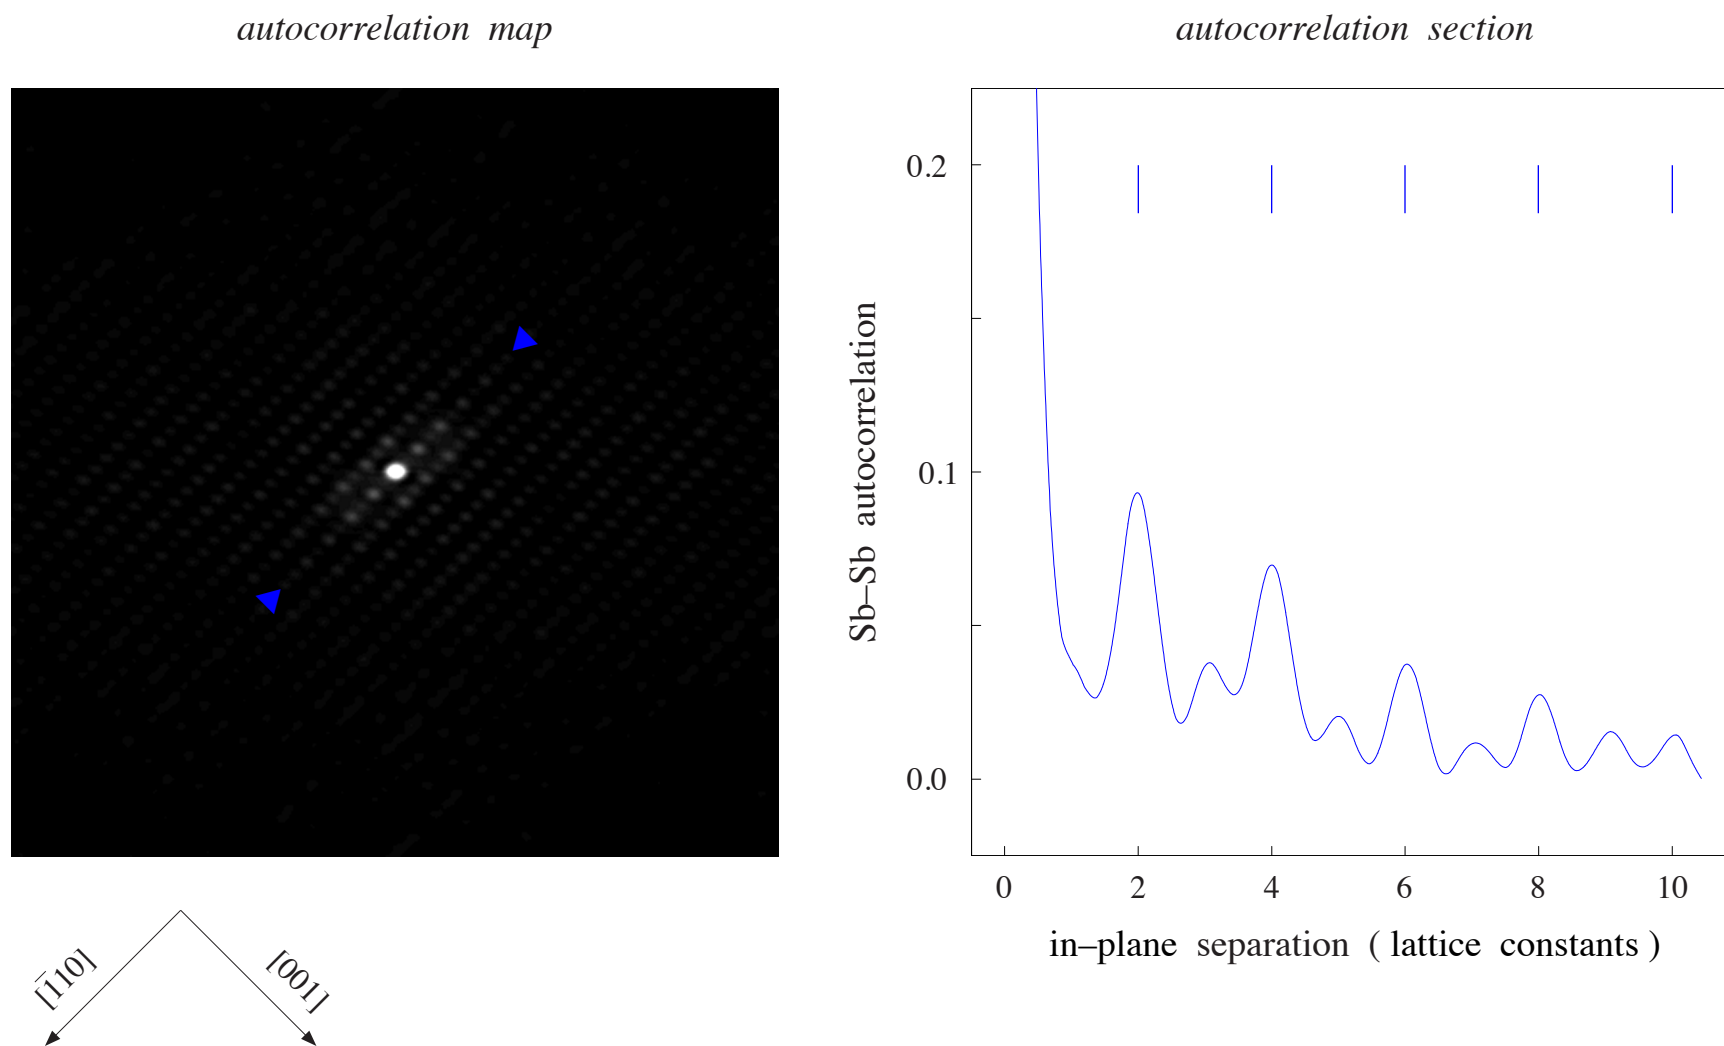 autocorrelation map
autocorrelation section
0.2
0.1
0.0
Sb–Sb autocorrelation
0 2 4 6 8 10
in–plane separation ( lattice constants )
[1̅10]
[001]